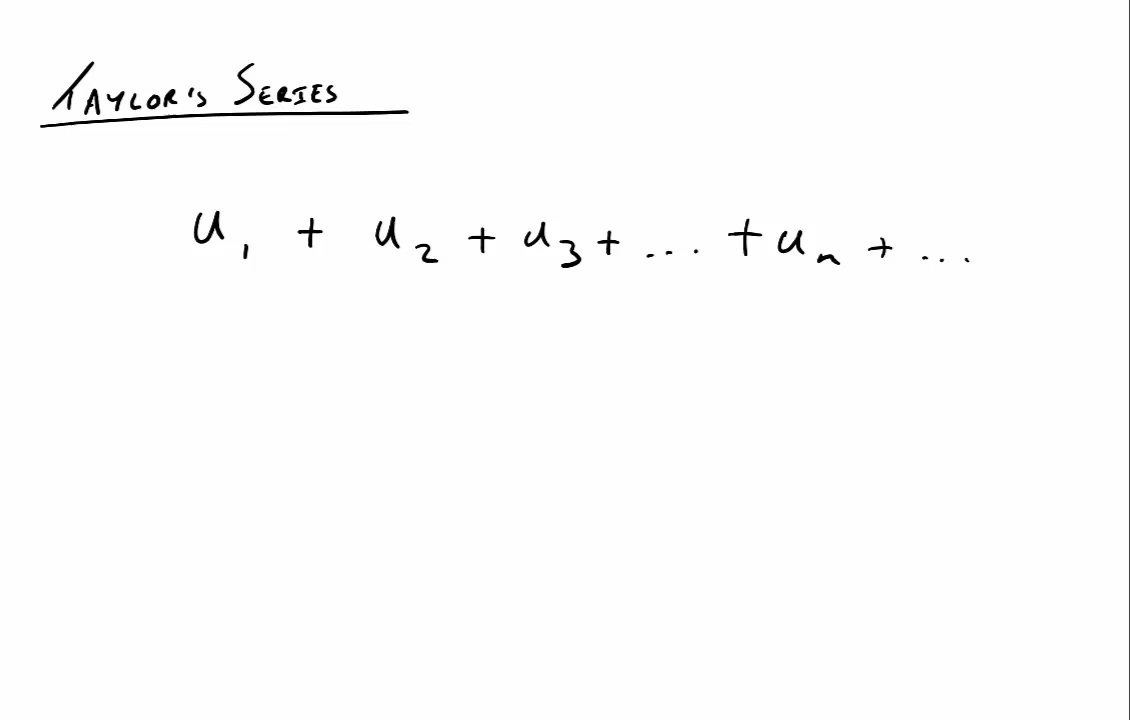 TAYLOR'S SERIES
u₁ + u₂ + u₃ + ... + uₙ + ...